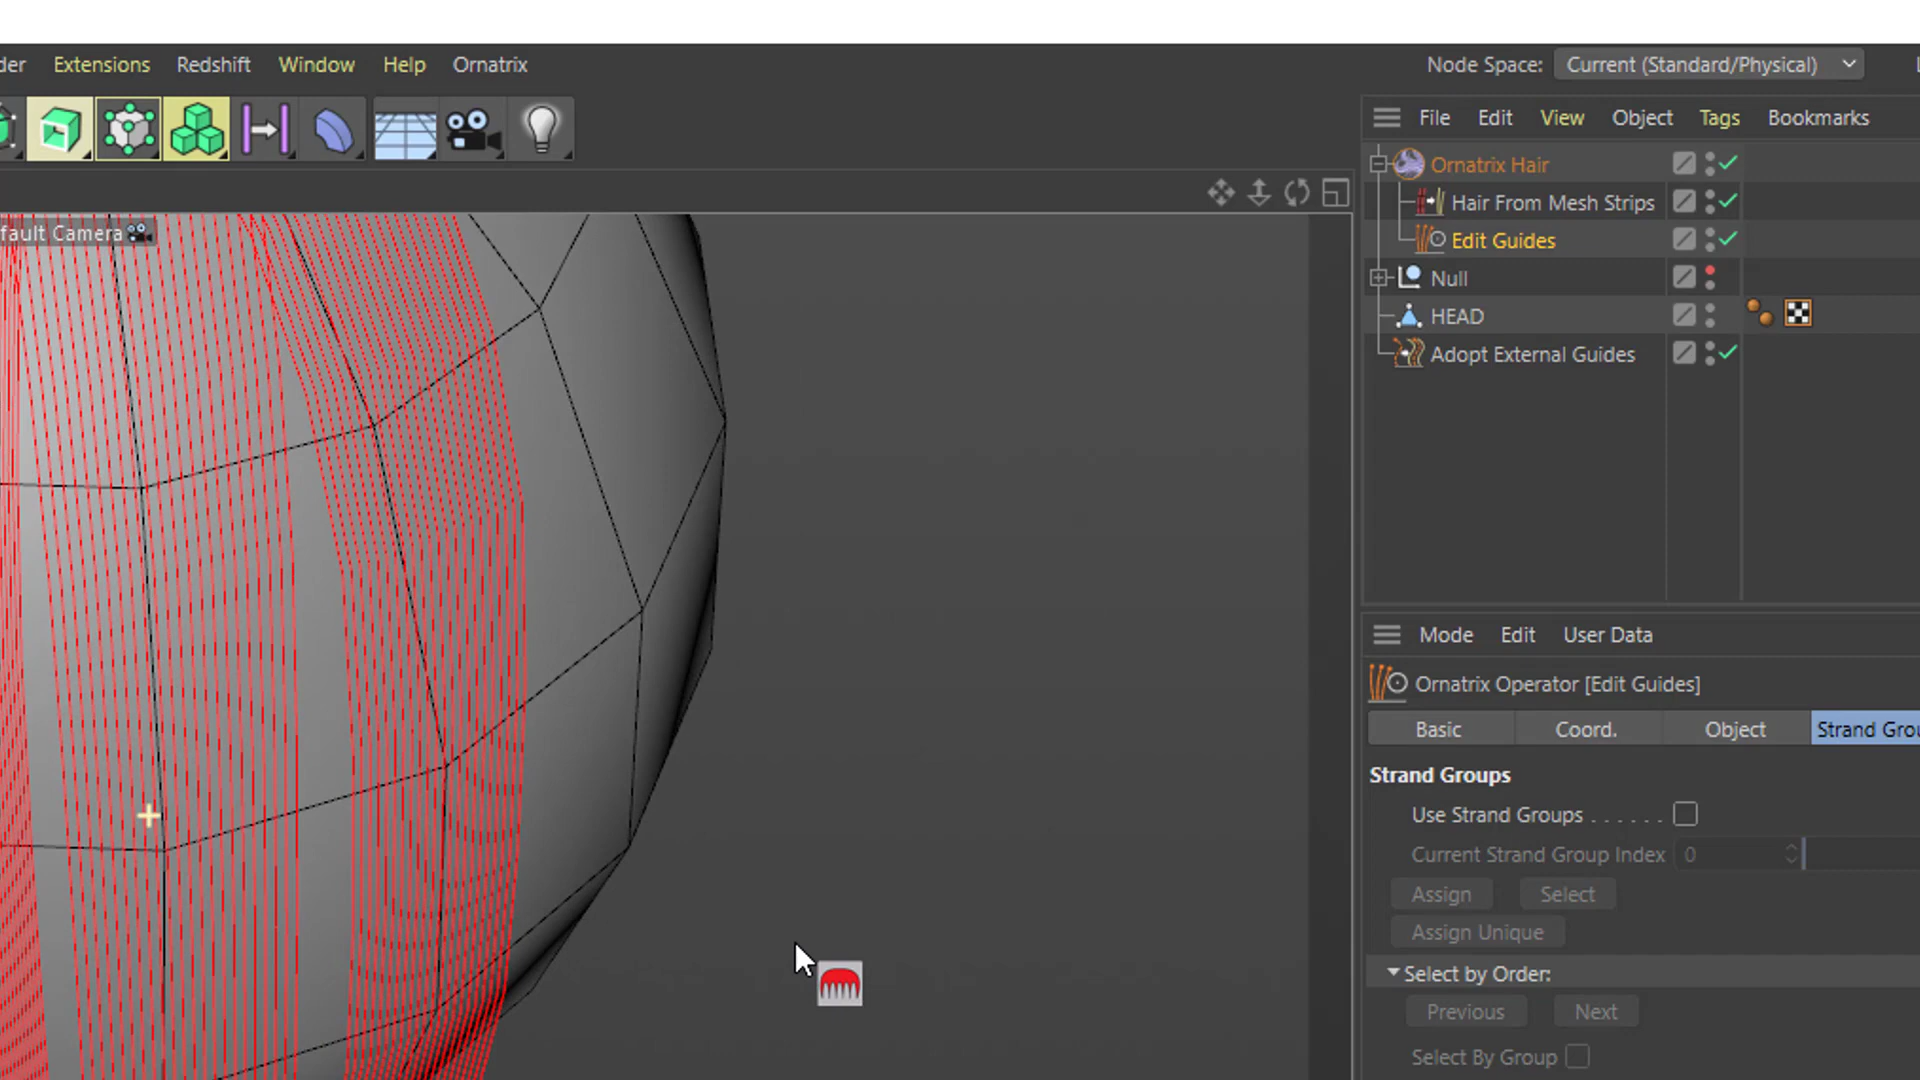 der Extensions Redshift Window Help Ornatrix
Node Space: Current (Standard/Physical)
File Edit View Object Tags Bookmarks
fault Camera
Ornatrix Hair
Hair From Mesh Strips
Edit Guides
Null
HEAD
Adopt External Guides
Mode Edit User Data
Ornatrix Operator [Edit Guides]
Basic Coord. Object Strand Grou
Strand Groups
Use Strand Groups . . . . . .
Current Strand Group Index 0
Assign Select
Assign Unique
Select by Order:
Previous Next
Select By Group